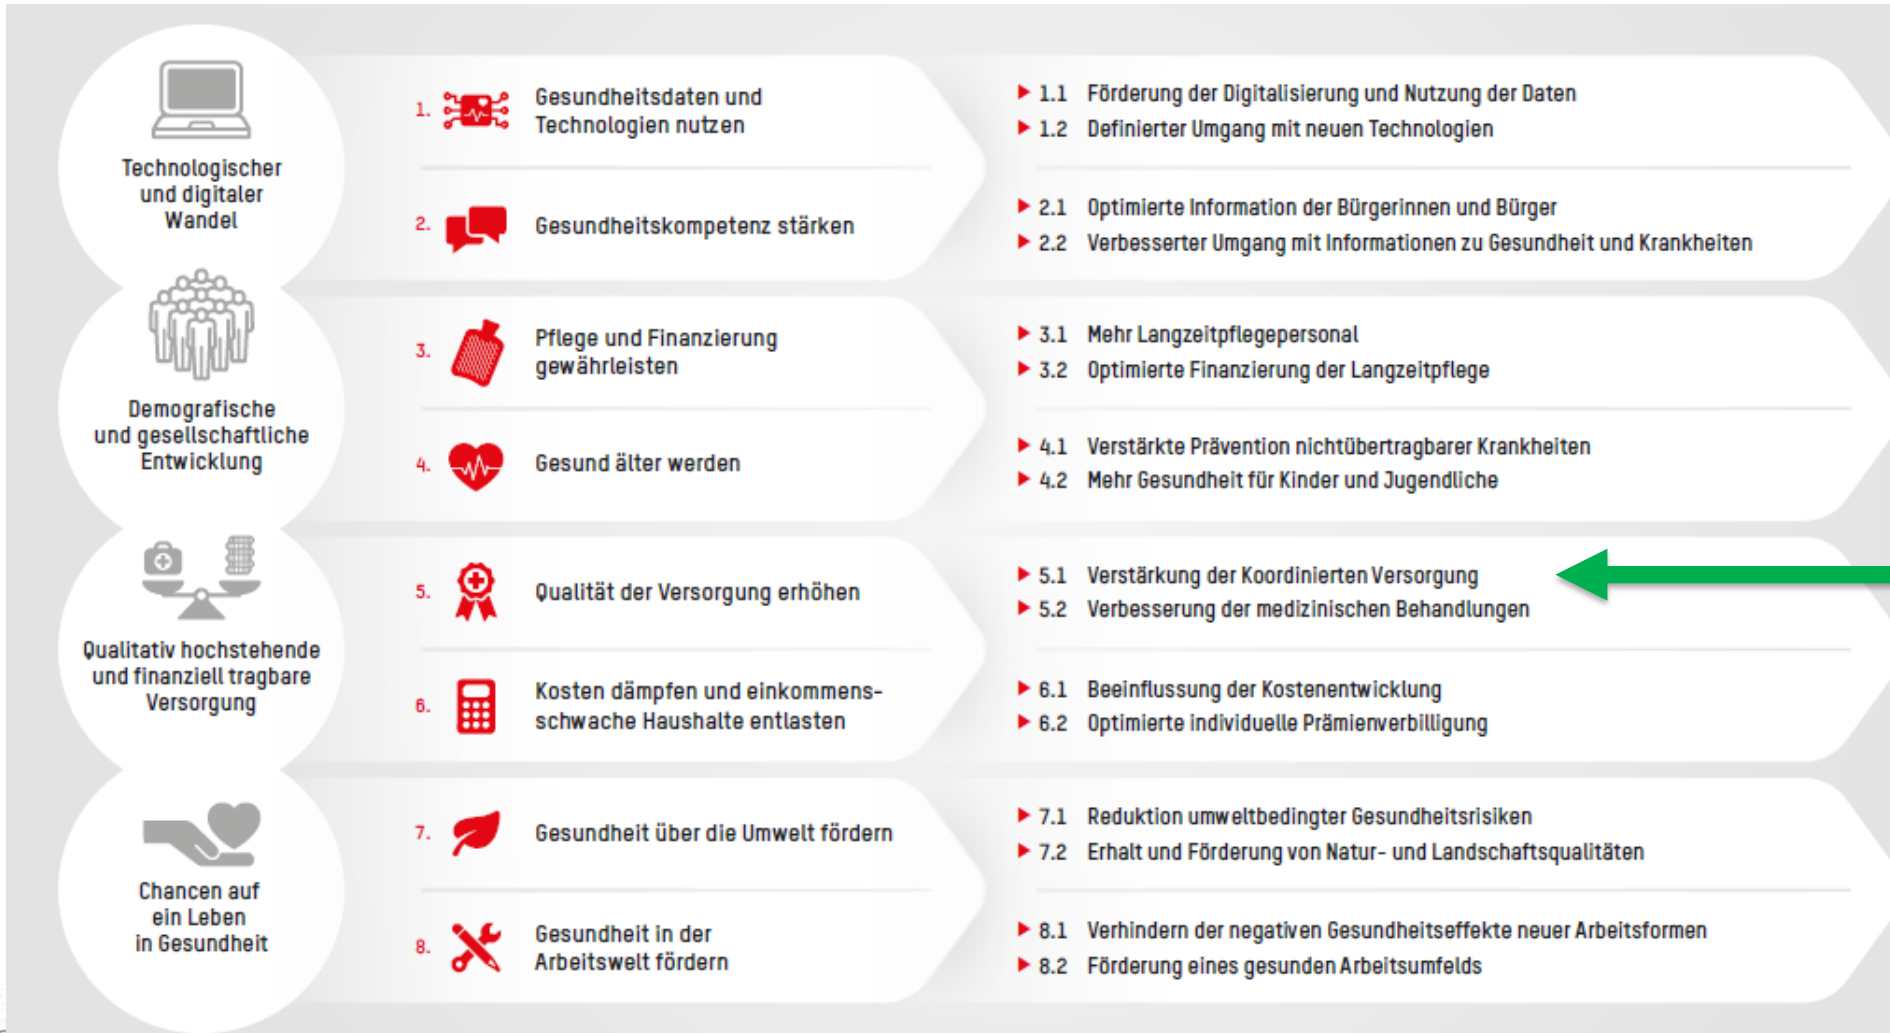 Technologischer
und digitaler
Wandel
1. Gesundheitsdaten und
Technologien nutzen
2. Gesundheitskompetenz stärken
1.1 Förderung der Digitalisierung und Nutzung der Daten
1.2 Definierter Umgang mit neuen Technologien
2.1 Optimierte Information der Bürgerinnen und Bürger
2.2 Verbesserter Umgang mit Informationen zu Gesundheit und Krankheiten
Demografische
und gesellschaftliche
Entwicklung
3. Pflege und Finanzierung
gewährleisten
4. Gesund älter werden
3.1 Mehr Langzeitpflegepersonal
3.2 Optimierte Finanzierung der Langzeitpflege
4.1 Verstärkte Prävention nichtübertragbarer Krankheiten
4.2 Mehr Gesundheit für Kinder und Jugendliche
Qualitativ hochstehende
und finanziell tragbare
Versorgung
5. Qualität der Versorgung erhöhen
6. Kosten dämpfen und einkommens-
schwache Haushalte entlasten
5.1 Verstärkung der Koordinierten Versorgung
5.2 Verbesserung der medizinischen Behandlungen
6.1 Beeinflussung der Kostenentwicklung
6.2 Optimierte individuelle Prämienverbilligung
Chancen auf
ein Leben
in Gesundheit
7. Gesundheit über die Umwelt fördern
8. Gesundheit in der
Arbeitswelt fördern
7.1 Reduktion umweltbedingter Gesundheitsrisiken
7.2 Erhalt und Förderung von Natur- und Landschaftsqualitäten
8.1 Verhindern der negativen Gesundheitseffekte neuer Arbeitsformen
8.2 Förderung eines gesunden Arbeitsumfelds